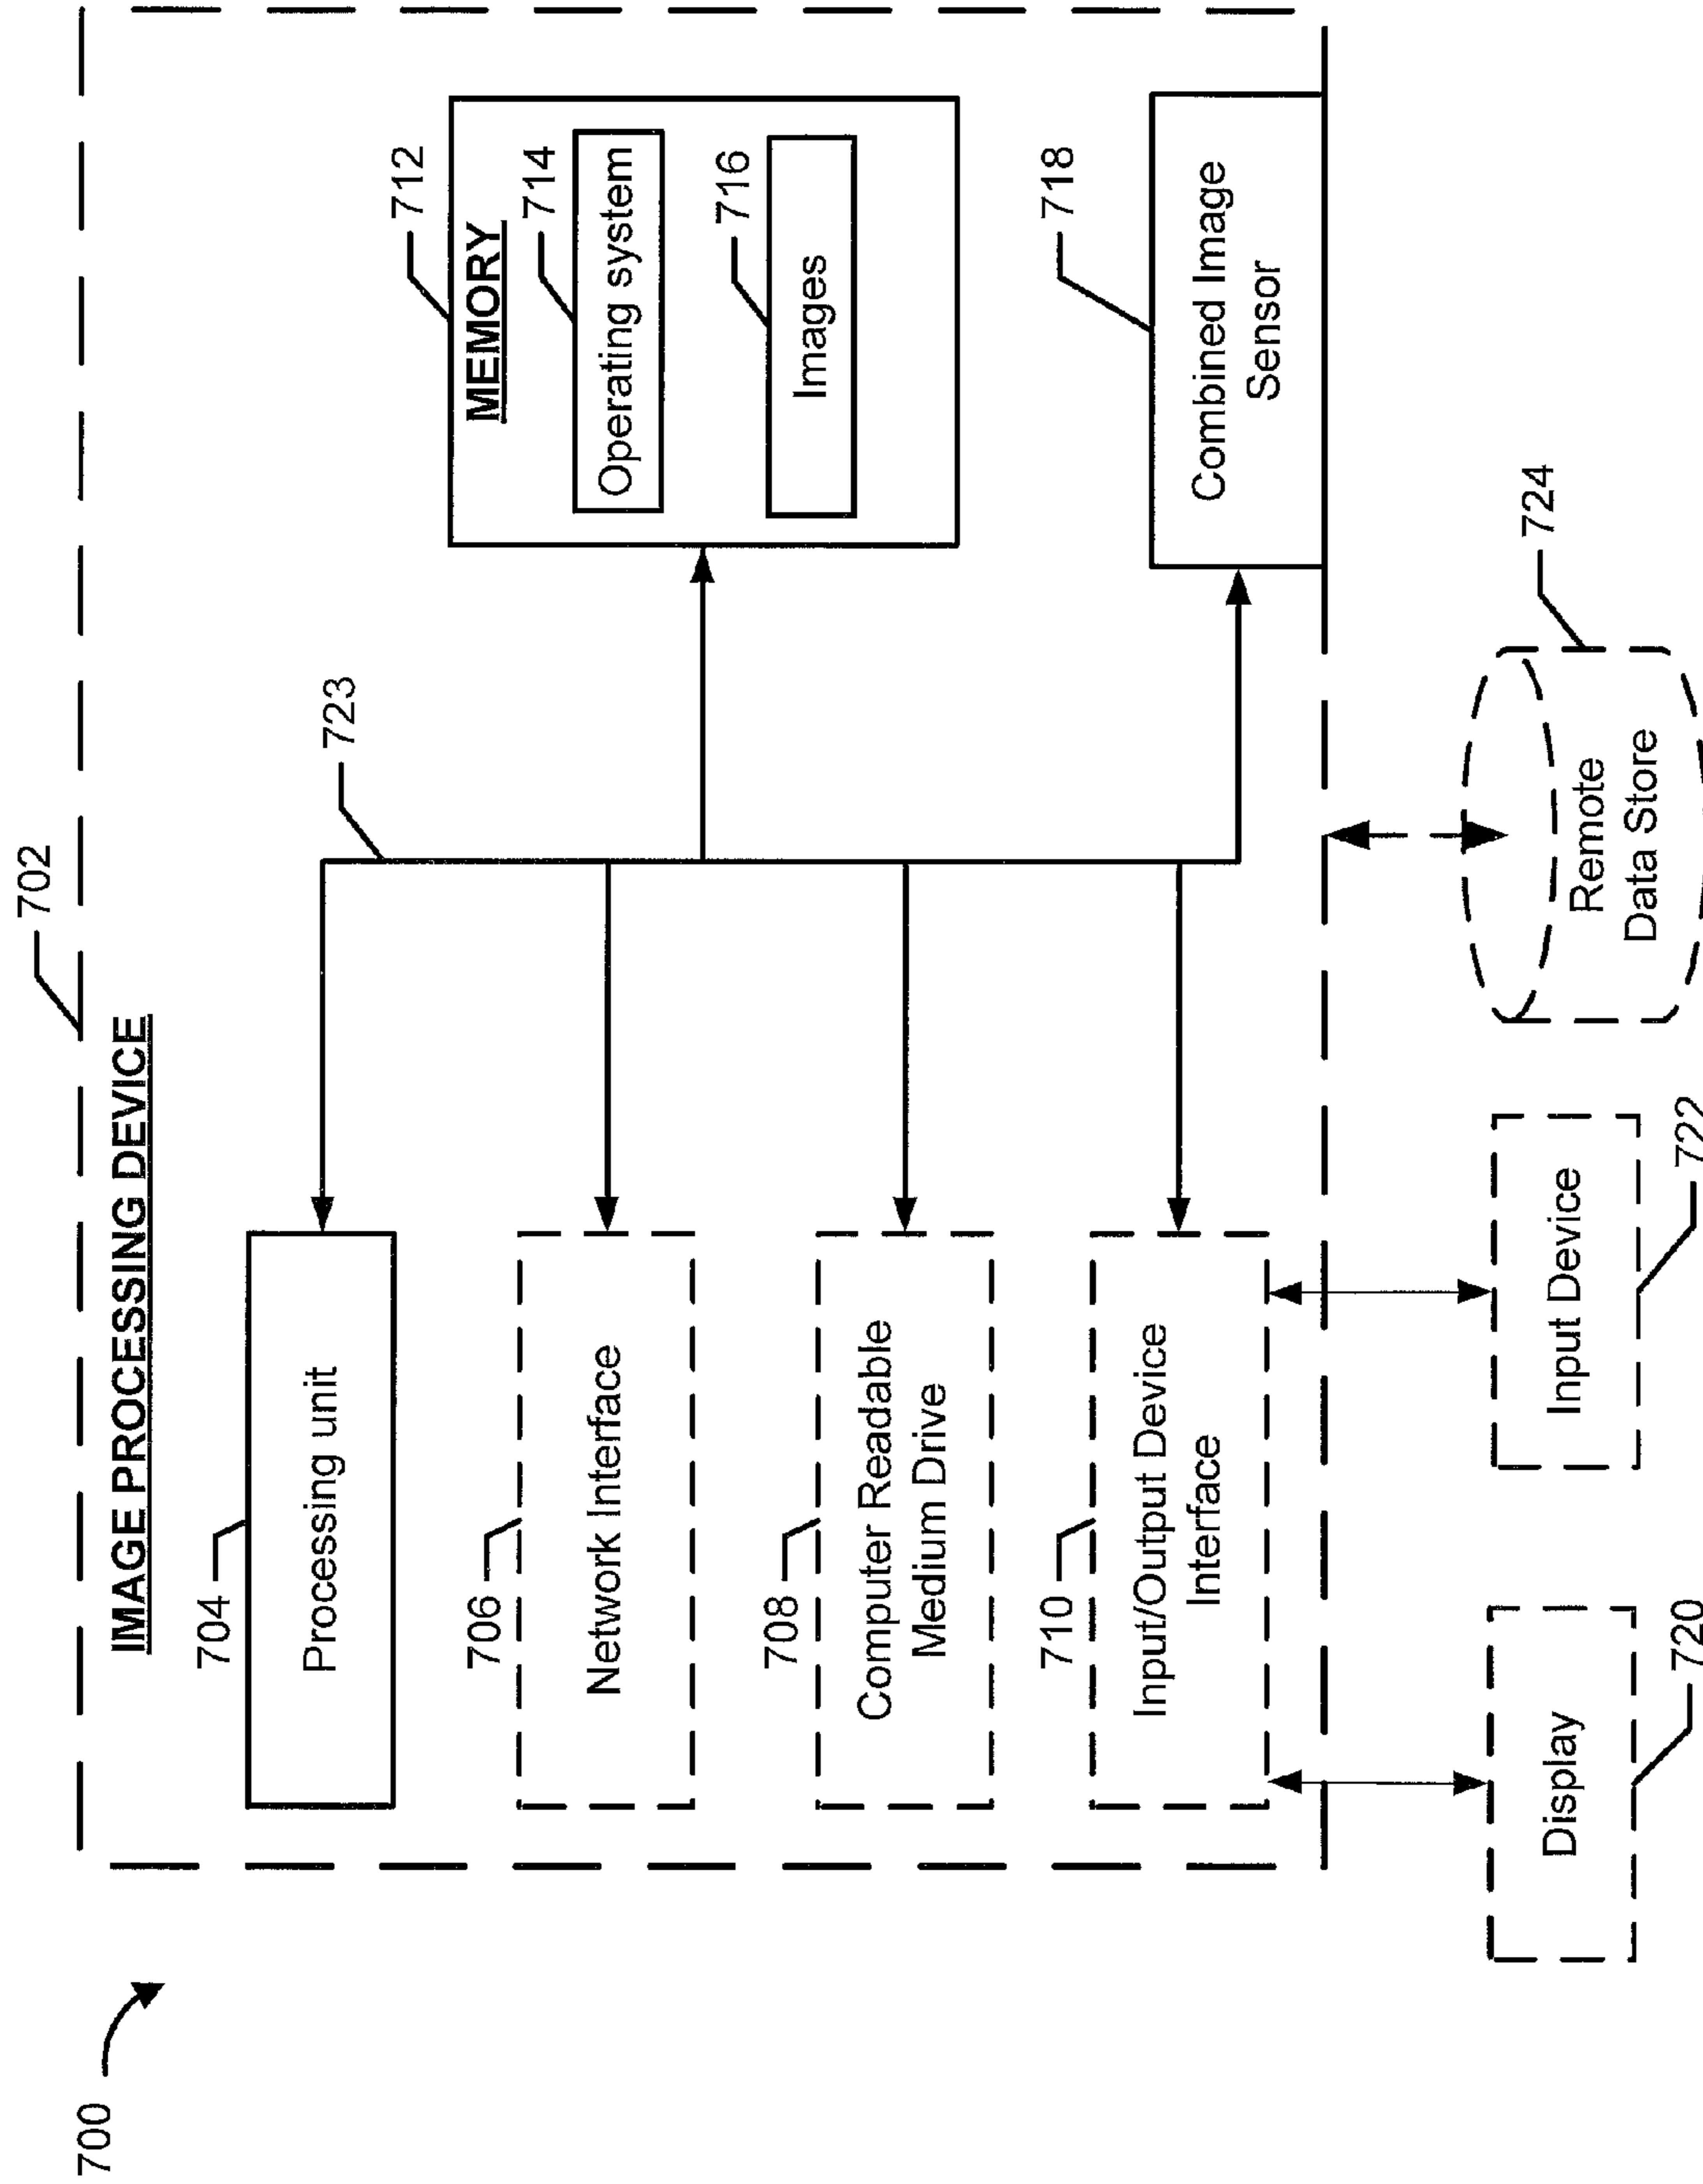 700
702
IMAGE PROCESSING DEVICE
704
Processing unit
706
Network Interface
708
Computer Readable
Medium Drive
710
Input/Output Device
Interface
723
712
MEMORY
714
Operating system
716
Images
718
Combined Image
Sensor
Display
720
Input Device
722
Remote
Data Store
724